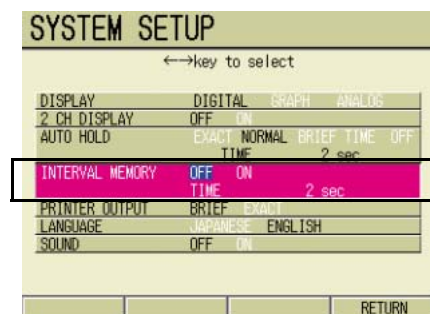 SYSTEM SETUP
←→key to select
DISPLAY DIGITAL GRAPH ANALOG
2 CH DISPLAY OFF ON
AUTO HOLD EXACT NORMAL BRIEF TIME OFF
TIME 2 sec
INTERVAL MEMORY OFF ON
TIME 2 sec
PRINTER OUTPUT BRIEF EXACT
LANGUAGE JAPANESE ENGLISH
SOUND OFF ON
RETURN